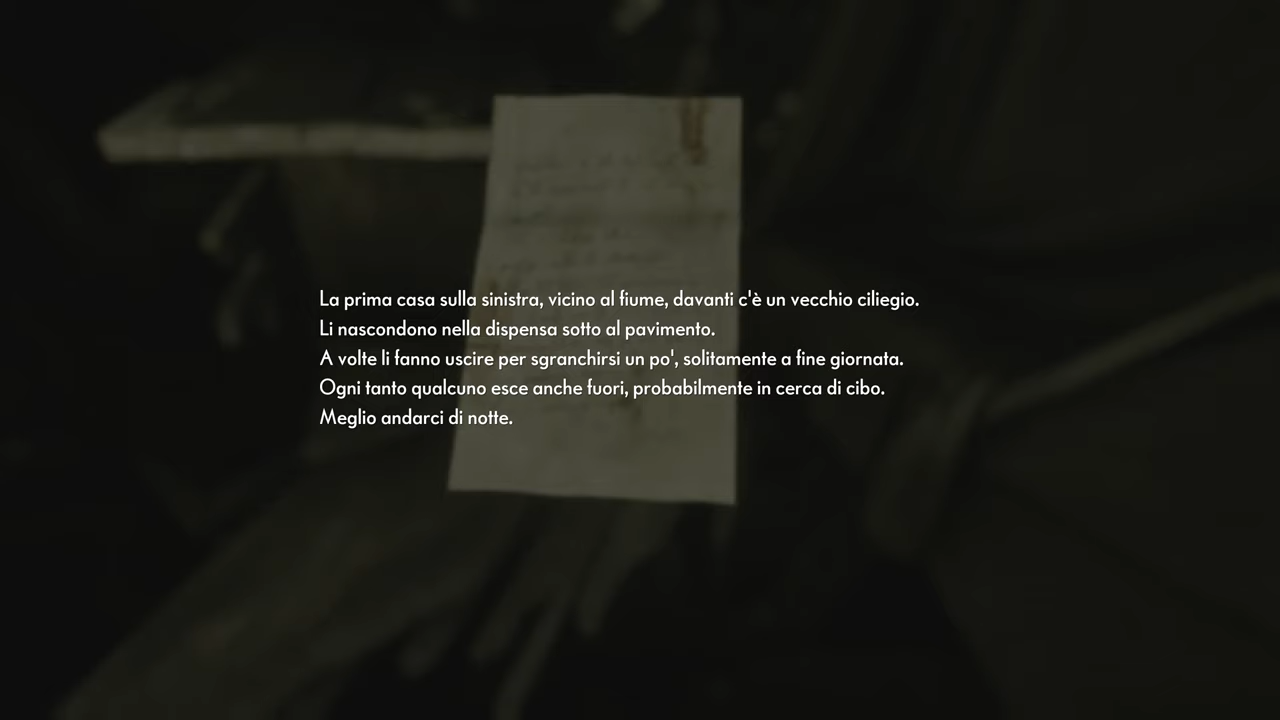 La prima casa sulla sinistra, vicino al fiume, davanti c'è un vecchio ciliegio.
Li nascondono nella dispensa sotto al pavimento.
A volte li fanno uscire per sgranchirsi un po', solitamente a fine giornata.
Ogni tanto qualcuno esce anche fuori, probabilmente in cerca di cibo.
Meglio andarci di notte.